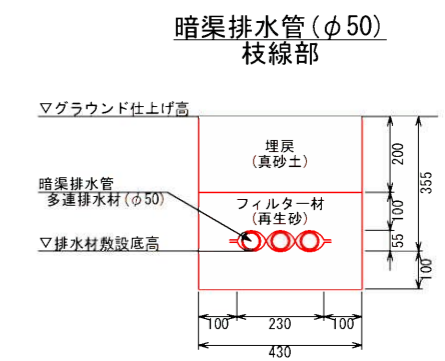 暗渠排水管(φ50)
枝線部
▽グラウンド仕上げ高
埋戻
(真砂土)
200
355
暗渠排水管
多連排水材(φ50)
フィルター材
(再生砂)
100
▽排水材敷設底高
55
100
100
230
100
430